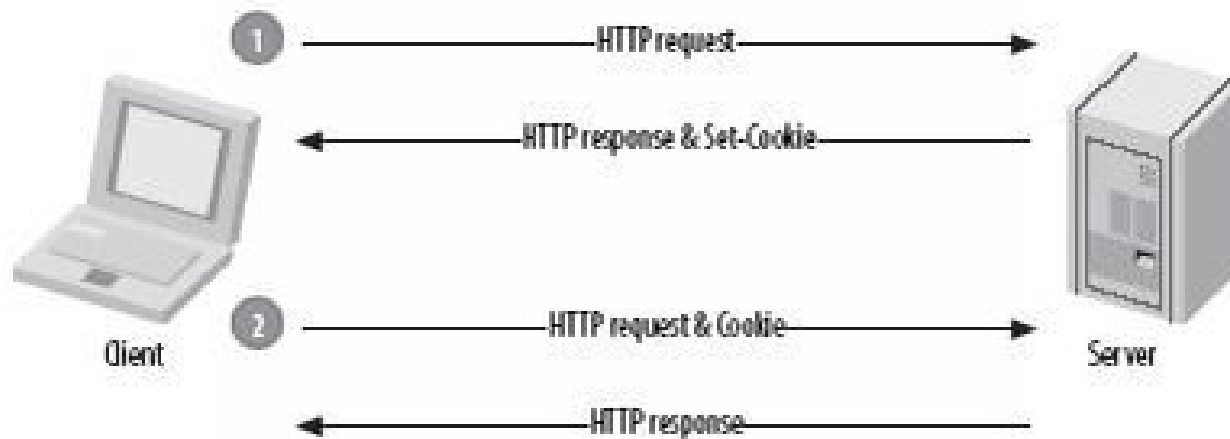 1
HTTP request
HTTP response & Set-Cookie
2
HTTP request & Cookie
Client
Server
HTTP response